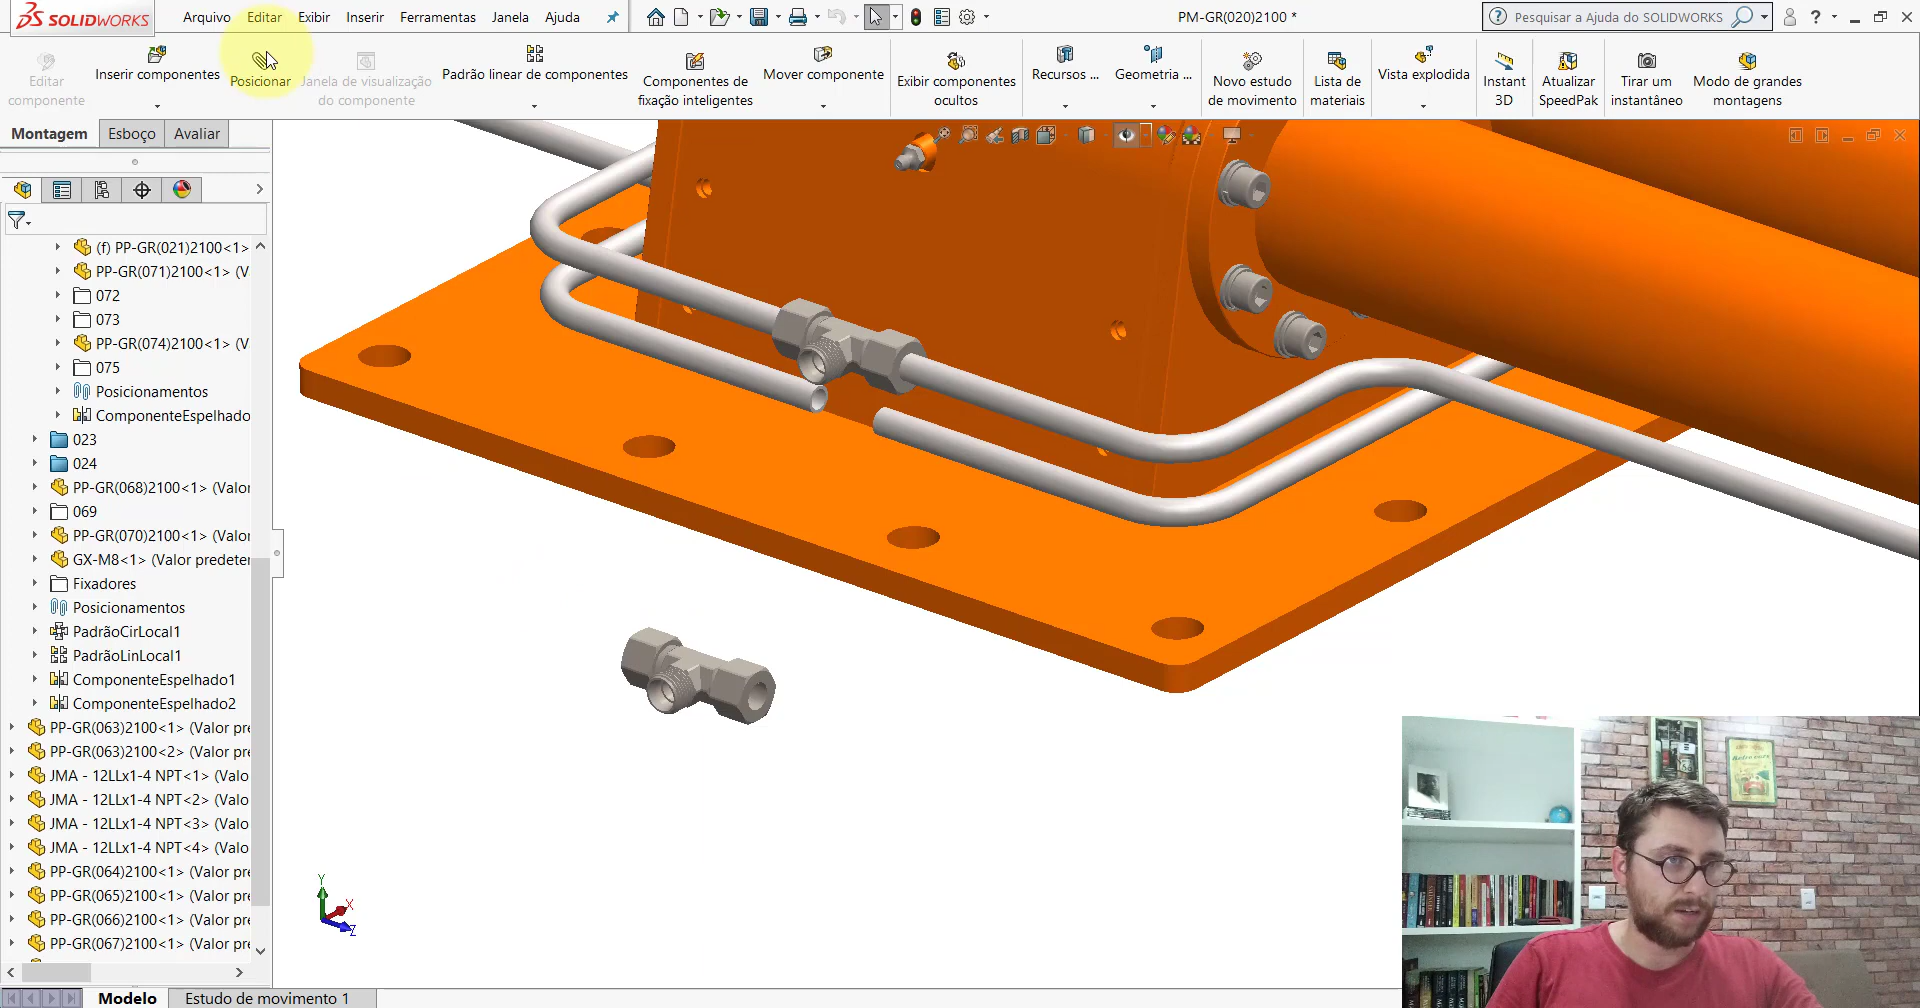 SOLIDWORKS
Arquivo Editar Exibir Inserir Ferramentas Janela Ajuda
PM-GR(020)2100 *
Pesquisar a Ajuda do SOLIDWORKS
Editar componente
Inserir componentes
Posicionar
Janela de visualização do componente
Padrão linear de componentes
Componentes de fixação inteligentes
Mover componente
Exibir componentes ocultos
Recursos ...
Geometria ...
Novo estudo de movimento
Lista de materiais
Vista explodida
Instant 3D
Atualizar SpeedPak
Tirar um instantâneo
Modo de grandes montagens
Montagem Esboço Avaliar
(f) PP-GR(021)2100<1>
PP-GR(071)2100<1> (V
072
073
PP-GR(074)2100<1> (V
075
Posicionamentos
ComponenteEspelhado
023
024
PP-GR(068)2100<1> (Valor
069
PP-GR(070)2100<1> (Valor
GX-M8<1> (Valor predeter
Fixadores
Posicionamentos
PadrãoCirLocal1
PadrãoLinLocal1
ComponenteEspelhado1
ComponenteEspelhado2
PP-GR(063)2100<1> (Valor pre
PP-GR(063)2100<2> (Valor pre
JMA - 12LLx1-4 NPT<1> (Valo
JMA - 12LLx1-4 NPT<2> (Valo
JMA - 12LLx1-4 NPT<3> (Valo
JMA - 12LLx1-4 NPT<4> (Valo
PP-GR(064)2100<1> (Valor pre
PP-GR(065)2100<1> (Valor pre
PP-GR(066)2100<1> (Valor pre
PP-GR(067)2100<1> (Valor pre
Y
X
Z
Modelo Estudo de movimento 1